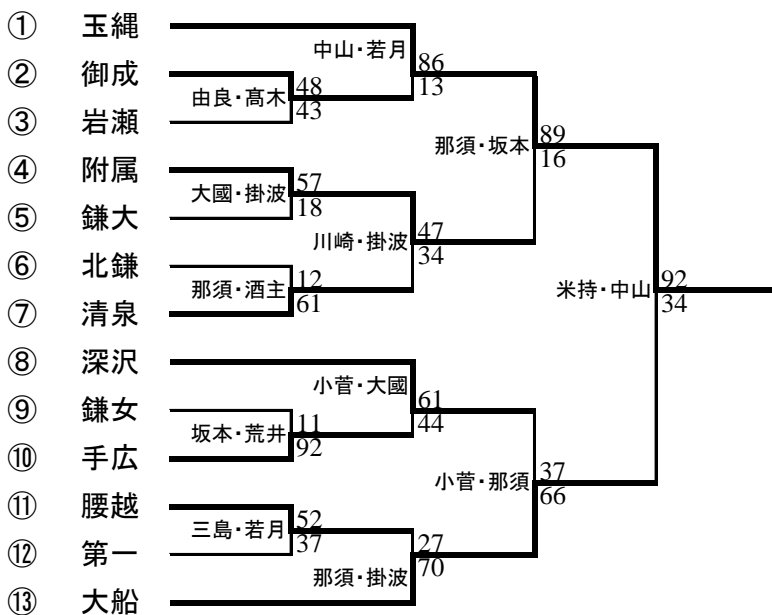 ① 玉縄
中山・若月
86
② 御成
13
48
由良・髙木
43
③ 岩瀬
89
那須・坂本
16
④ 附属
57
大國・掛波
18
⑤ 鎌大
47
川崎・掛波
34
⑥ 北鎌
12
那須・酒主
61
92
米持・中山
34
⑦ 清泉
⑧ 深沢
小菅・大國
61
⑨ 鎌女
44
11
坂本・荒井
92
⑩ 手広
37
小菅・那須
66
⑪ 腰越
52
三島・若月
37
⑫ 第一
27
那須・掛波
70
⑬ 大船